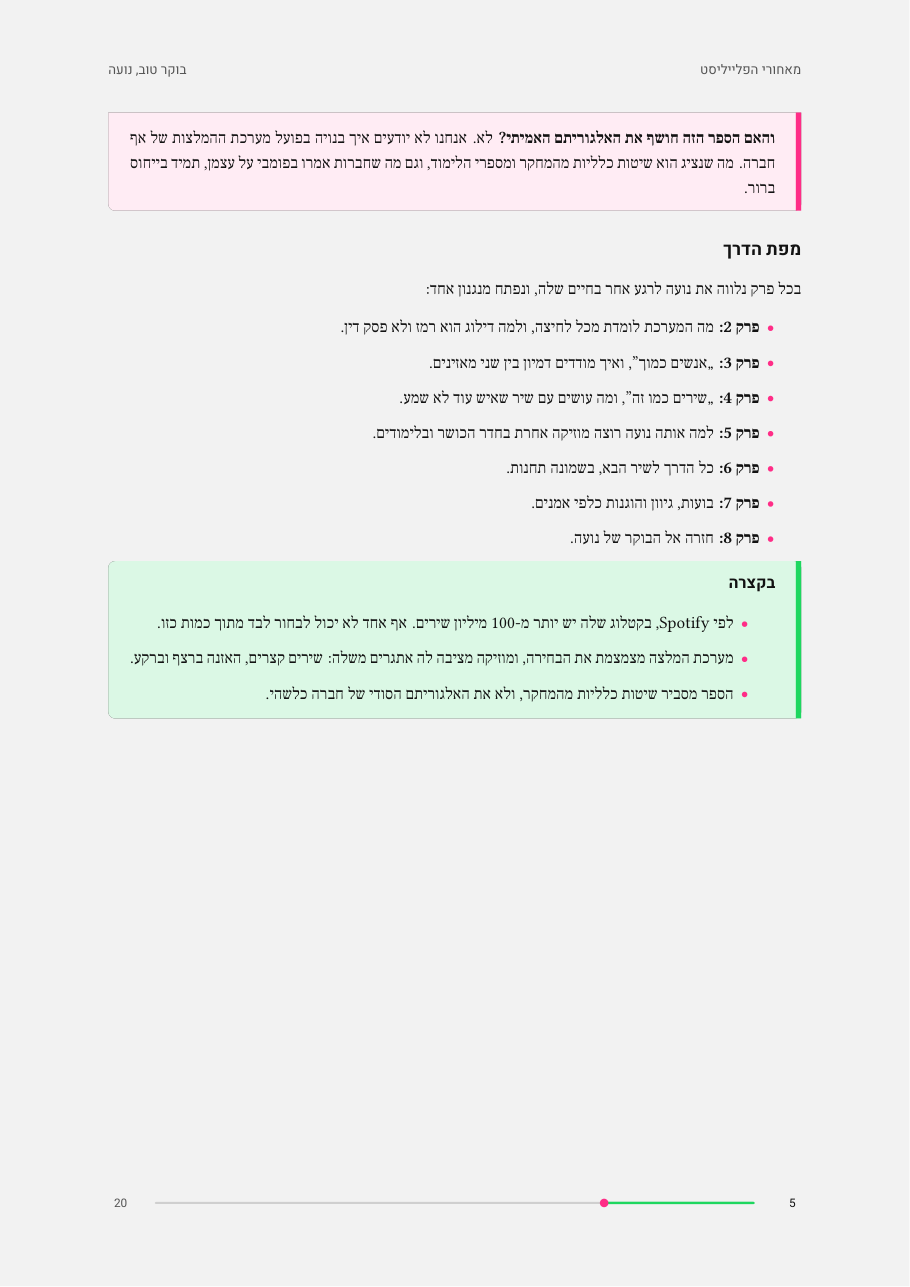 מאחורי הפלייליסט
בוקר טוב, נועה
והאם הספר הזה חושף את האלגוריתם האמיתי? לא. אנחנו לא יודעים איך בנויה בפועל מערכת ההמלצות של אף
חברה. מה שנציג הוא שיטות כלליות מהמחקר ומספרי הלימוד, וגם מה שחברות אמרו בפומבי על עצמן, תמיד בייחוס
ברור.
מפת הדרך
בכל פרק נלווה את נועה לרגע אחר בחיים שלה, ונפתח מנגנון אחד:
• פרק 2: מה המערכת לומדת מכל לחיצה, ולמה דילוג הוא רמז ולא פסק דין.
• פרק 3: „אנשים כמוך”, ואיך מודדים דמיון בין שני מאזינים.
• פרק 4: „שירים כמו זה”, ומה עושים עם שיר שאיש עוד לא שמע.
• פרק 5: למה אותה נועה רוצה מוזיקה אחרת בחדר הכושר ובלימודים.
• פרק 6: כל הדרך לשיר הבא, בשמונה תחנות.
• פרק 7: בועות, גיוון והוגנות כלפי אמנים.
• פרק 8: חזרה אל הבוקר של נועה.
בקצרה
• לפי Spotify, בקטלוג שלה יש יותר מ-100 מיליון שירים. אף אחד לא יכול לבחור לבד מתוך כמות כזו.
• מערכת המלצה מצמצמת את הבחירה, ומוזיקה מציבה לה אתגרים משלה: שירים קצרים, האזנה ברצף וברקע.
• הספר מסביר שיטות כלליות מהמחקר, ולא את האלגוריתם הסודי של חברה כלשהי.
5
20